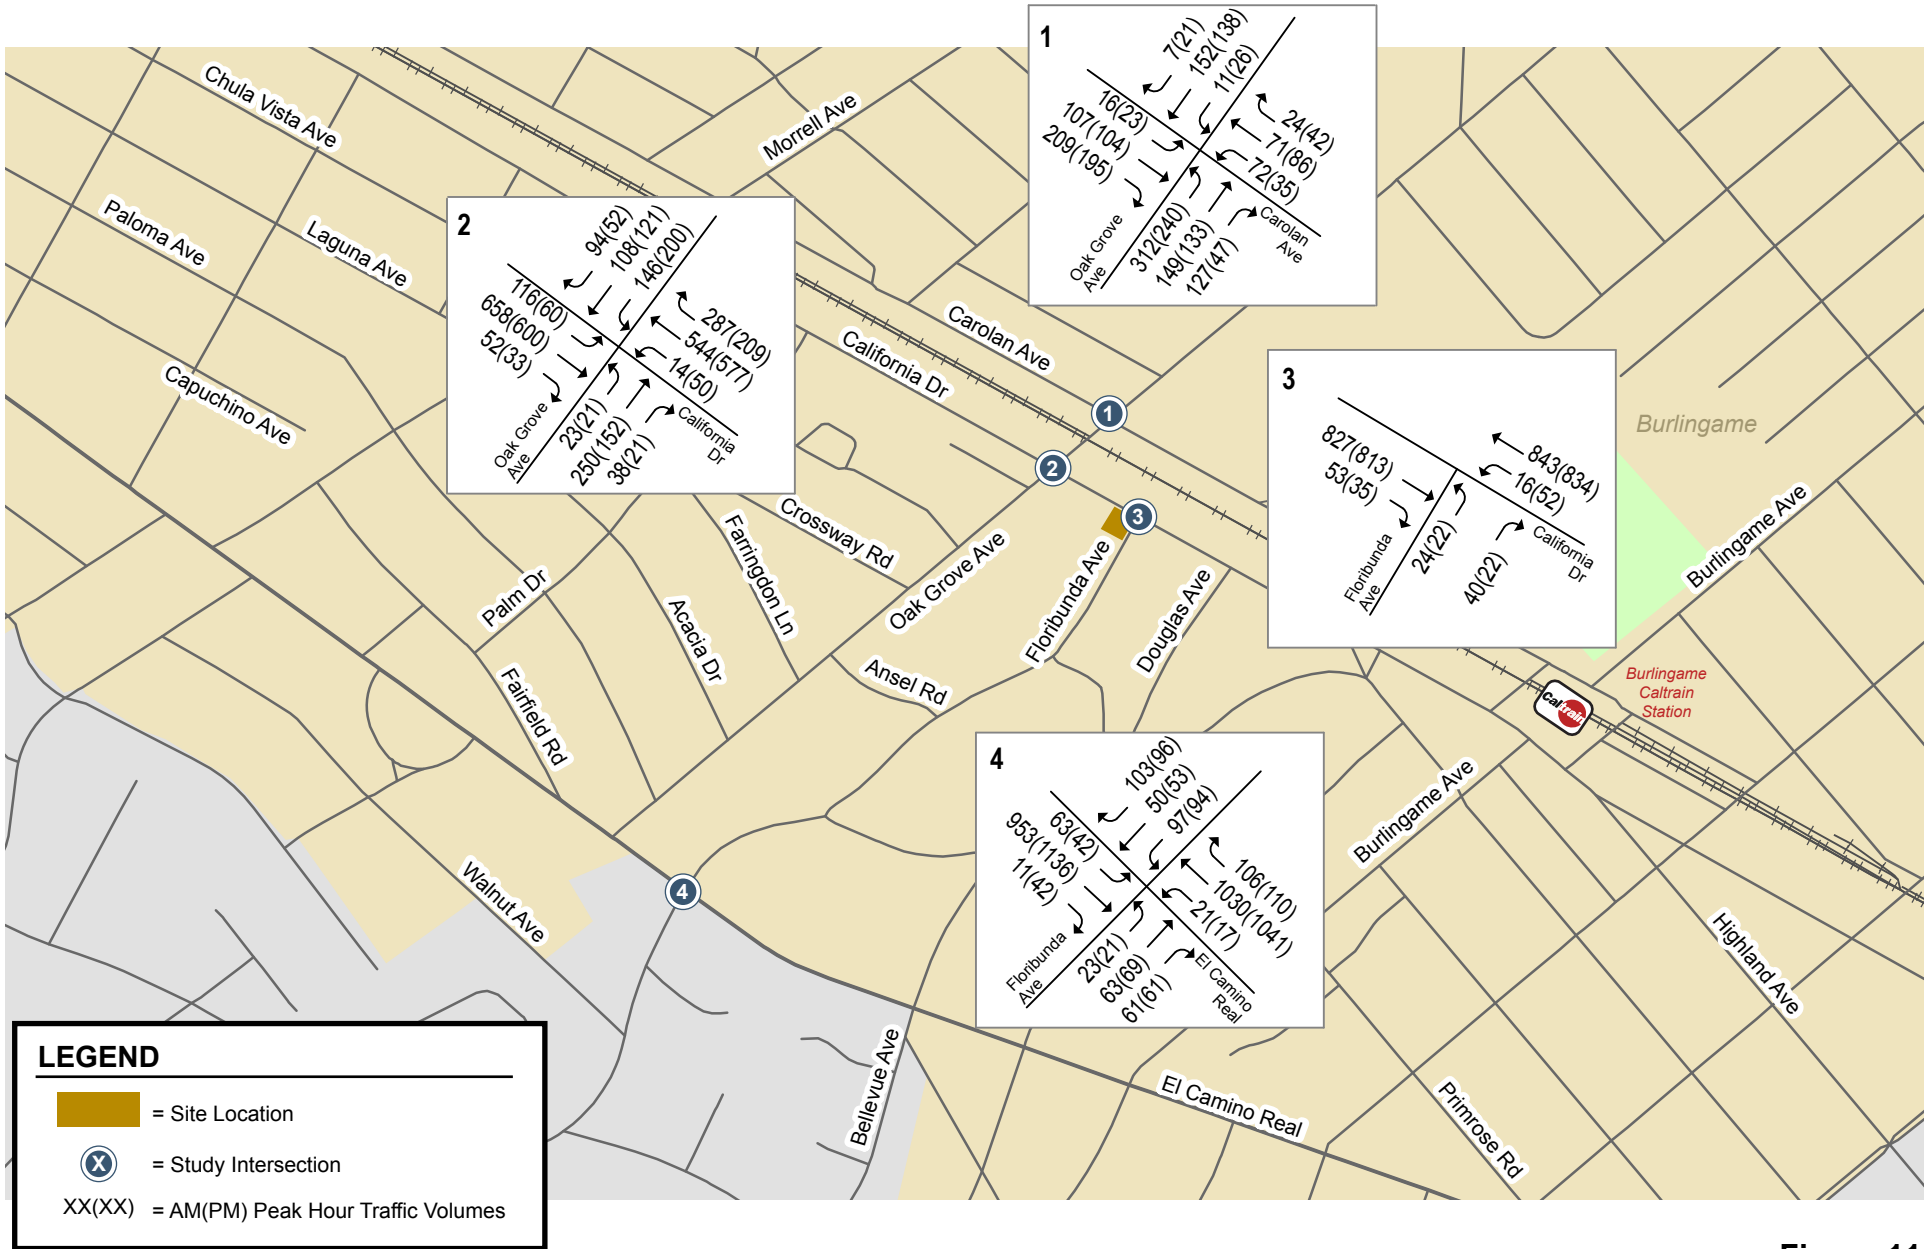 1
7(21)
152(138)
11(26)
16(23)
107(104)
209(195)
24(42)
71(86)
72(35)
312(240)
149(133)
127(47)
Oak Grove
Ave
Carolan
Ave
2
94(52)
108(121)
146(200)
116(60)
658(600)
52(33)
287(209)
544(577)
14(50)
23(21)
250(152)
38(21)
Oak Grove
Ave
California
Dr
3
827(813)
53(35)
843(834)
16(52)
24(22)
40(22)
Floribunda
Ave
California
Dr
4
103(96)
50(53)
97(94)
63(42)
953(1136)
11(42)
106(110)
1030(1041)
21(17)
23(21)
63(69)
61(61)
Floribunda
Ave
El Camino
Real
Chula Vista Ave
Morrell Ave
Paloma Ave
Laguna Ave
Capuchino Ave
Carolan Ave
California Dr
1
2
3
4
Burlingame
Burlingame Ave
Crossway Rd
Farringdon Ln
Oak Grove Ave
Floribunda Ave
Douglas Ave
Palm Dr
Acacia Dr
Ansel Rd
Fairfield Rd
Burlingame
Caltrain
Station
Caltrain
Burlingame Ave
Walnut Ave
Highland Ave
Bellevue Ave
El Camino Real
Primrose Rd
LEGEND
= Site Location
X
= Study Intersection
XX(XX) = AM(PM) Peak Hour Traffic Volumes